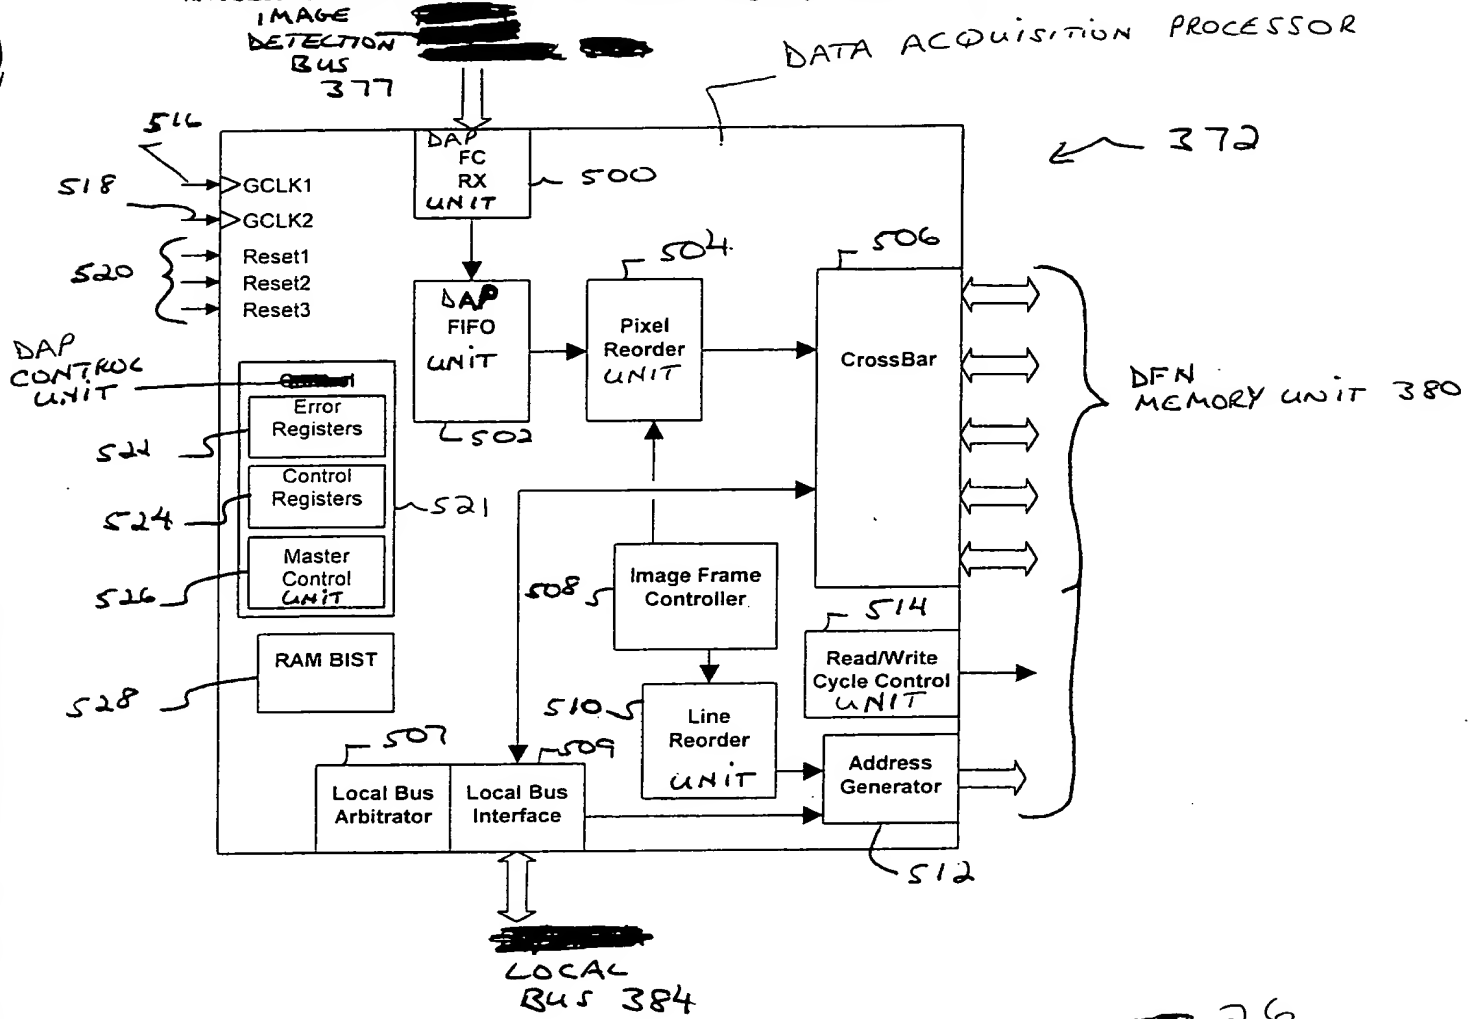 IMAGE
DETECTION
BUS
377
DATA ACQUISITION PROCESSOR
372
516
518
520
GCLK1
GCLK2
Reset1
Reset2
Reset3
DAP
FC
RX
UNIT
500
DAP
FIFO
UNIT
502
504
Pixel
Reorder
UNIT
506
CrossBar
DFN
MEMORY UNIT 380
DAP
CONTROL
UNIT
Error
Registers
522
Control
Registers
524
521
Master
Control
UNIT
526
RAM BIST
528
508
Image Frame
Controller
514
Read/Write
Cycle Control
UNIT
510
Line
Reorder
UNIT
507
509
Local Bus
Arbitrator
Local Bus
Interface
Address
Generator
512
LOCAL
BUS 384
26